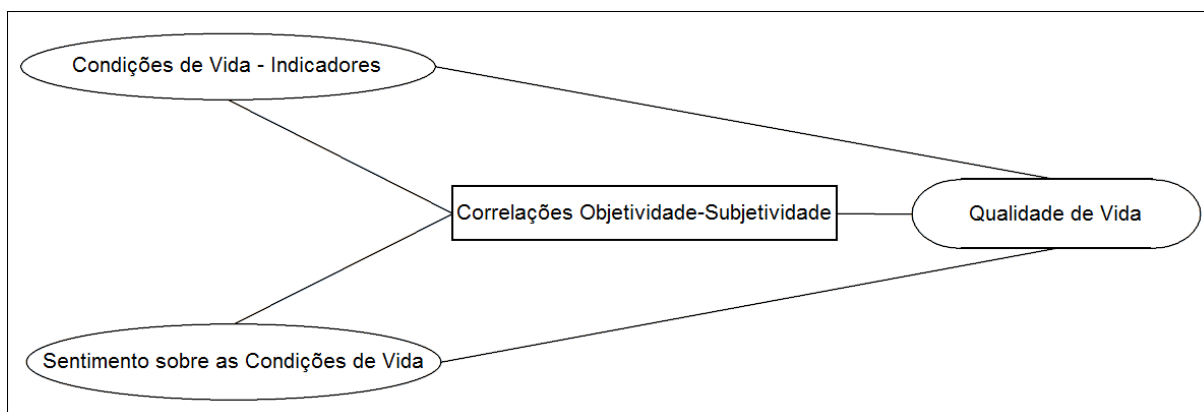 Condições de Vida - Indicadores
Correlações Objetividade-Subjetividade
Qualidade de Vida
Sentimento sobre as Condições de Vida